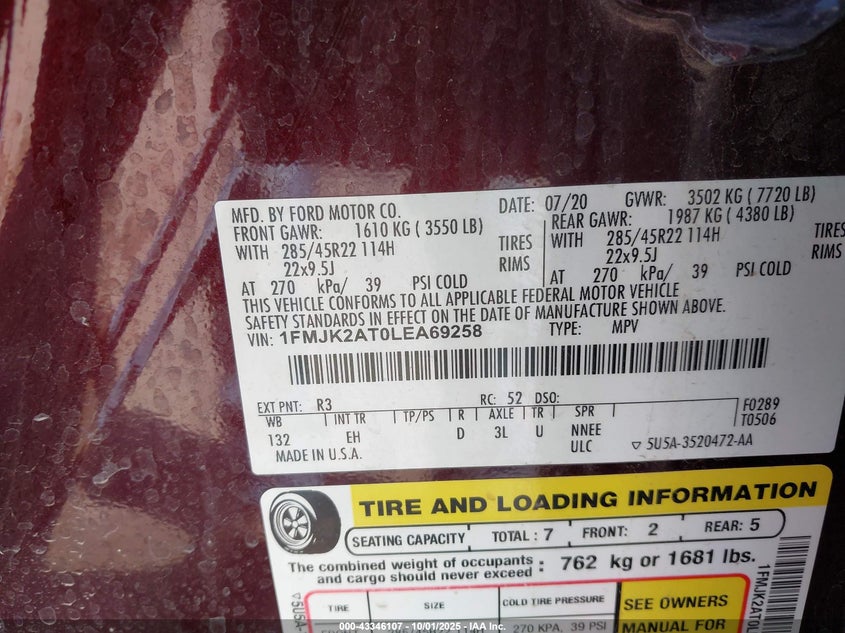 MFD. BY FORD MOTOR CO. DATE: 07/20 GVWR: 3502 KG ( 7720 LB)
FRONT GAWR: 1610 KG ( 3550 LB) REAR GAWR: 1987 KG ( 4380 LB)
WITH 285/45R22 114H TIRES WITH 285/45R22 114H TIRES
22x9.5J RIMS 22x9.5J RIMS
AT 270 kPa/ 39 PSI COLD AT 270 kPa/ 39 PSI COLD
THIS VEHICLE CONFORMS TO ALL APPLICABLE FEDERAL MOTOR VEHICLE
SAFETY STANDARDS IN EFFECT ON THE DATE OF MANUFACTURE SHOWN ABOVE.
VIN: 1FMJK2AT0LEA69258 TYPE: MPV
EXT PNT: R3 RC: 52 DSO: F0289
WB INT TR TP/PS R AXLE TR SPR T0506
132 EH D 3L U NNEE
MADE IN U.S.A. ULC ▽ 5U5A-3520472-AA
TIRE AND LOADING INFORMATION
SEATING CAPACITY TOTAL : 7 FRONT: 2 REAR: 5
The combined weight of occupants and cargo should never exceed : 762 kg or 1681 lbs.
TIRE SIZE COLD TIRE PRESSURE SEE OWNERS
270 KPA, 39 PSI MANUAL FOR
▽5U5A-
1FMJK2AT0L
000-43346107 - 10/01/2025 - IAA, Inc.